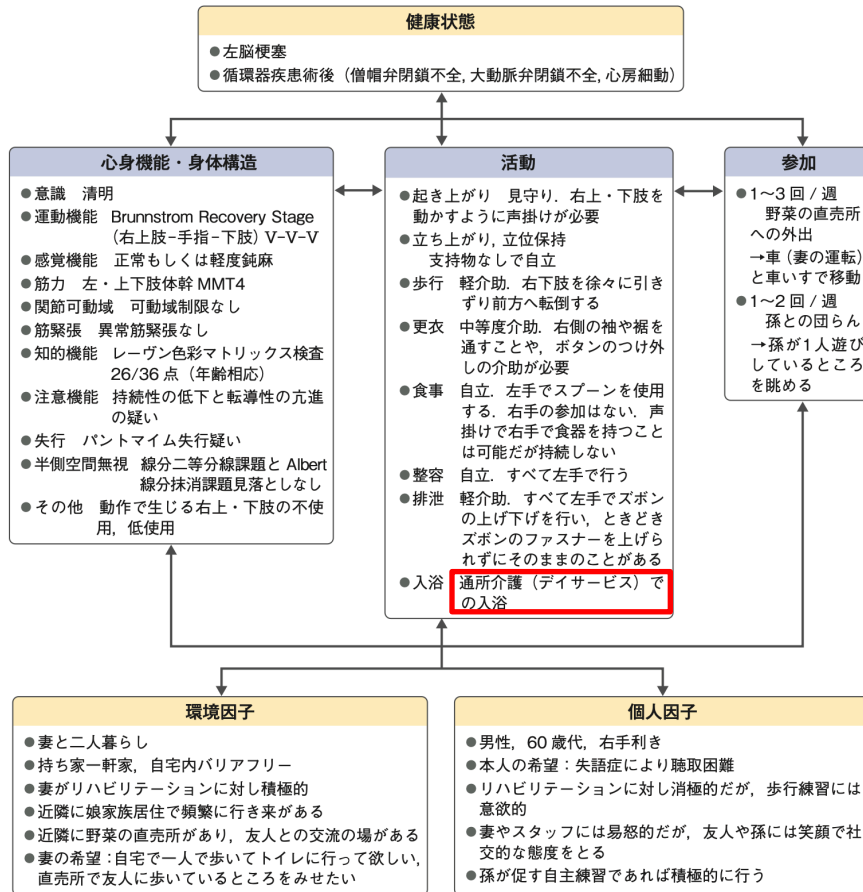 健康状態
●左脳梗塞
●循環器疾患術後（僧帽弁閉鎖不全, 大動脈弁閉鎖不全, 心房細動）
心身機能・身体構造
●意識　清明
●運動機能　Brunnstrom Recovery Stage
（右上肢–手指–下肢）Ⅴ-Ⅴ-Ⅴ
●感覚機能　正常もしくは軽度鈍麻
●筋力　左・上下肢体幹 MMT4
●関節可動域　可動域制限なし
●筋緊張　異常筋緊張なし
●知的機能　レーヴン色彩マトリックス検査
26/36 点（年齢相応）
●注意機能　持続性の低下と転導性の亢進
の疑い
●失行　パントマイム失行疑い
●半側空間無視　線分二等分線課題と Albert
線分抹消課題見落としなし
●その他　動作で生じる右上・下肢の不使
用，低使用
活動
●起き上がり　見守り．右上・下肢を
動かすように声掛けが必要
●立ち上がり, 立位保持
支持物なしで自立
●歩行　軽介助．右下肢を徐々に引き
ずり前方へ転倒する
●更衣　中等度介助．右側の袖や裾を
通すことや，ボタンのつけ外
しの介助が必要
●食事　自立．左手でスプーンを使用
する．右手の参加はない．声
掛けで右手で食器を持つこと
は可能だが持続しない
●整容　自立．すべて左手で行う
●排泄　軽介助．すべて左手でズボン
の上げ下げを行い，ときどき
ズボンのファスナーを上げら
れずにそのままのことがある
●入浴　通所介護（デイサービス）で
の入浴
参加
●1～3 回 / 週
野菜の直売所
への外出
→車（妻の運転）
と車いすで移動
●1～2 回 / 週
孫との団らん
→孫が1人遊び
しているところ
を眺める
環境因子
●妻と二人暮らし
●持ち家一軒家，自宅内バリアフリー
●妻がリハビリテーションに対し積極的
●近隣に娘家族居住で頻繁に行き来がある
●近隣に野菜の直売所があり，友人との交流の場がある
●妻の希望：自宅で一人で歩いてトイレに行って欲しい，
直売所で友人に歩いているところをみせたい
個人因子
●男性，60 歳代，右手利き
●本人の希望：失語症により聴取困難
●リハビリテーションに対し消極的だが，歩行練習には
意欲的
●妻やスタッフには易怒的だが，友人や孫には笑顔で社
交的な態度をとる
●孫が促す自主練習であれば積極的に行う